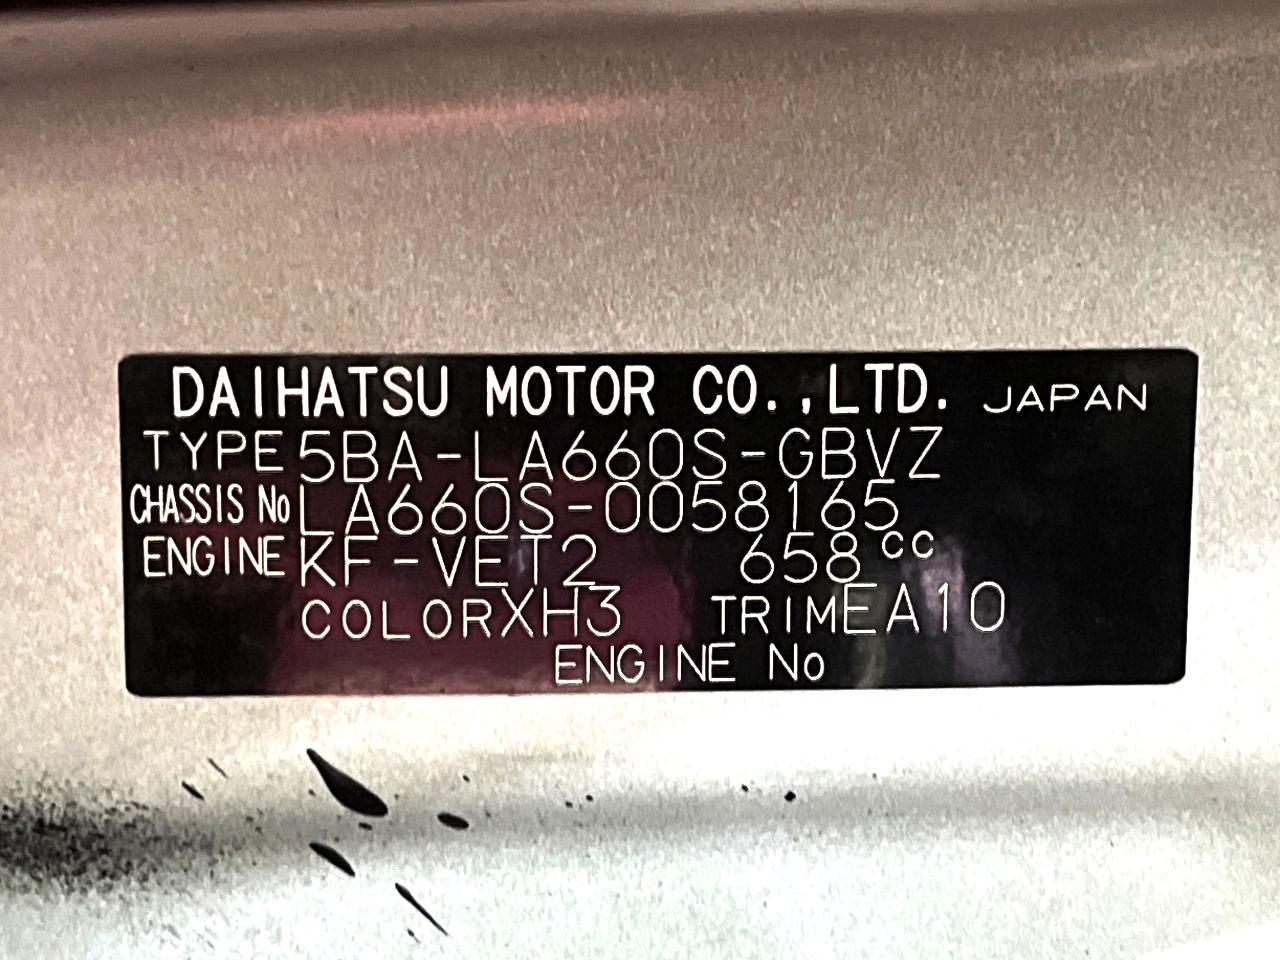 DAIHATSU MOTOR CO.,LTD. JAPAN
TYPE 5BA-LA660S-GBVZ
CHASSIS No LA660S-0058165
ENGINE KF-VET2 658cc
COLOR XH3 TRIM EA10
ENGINE No